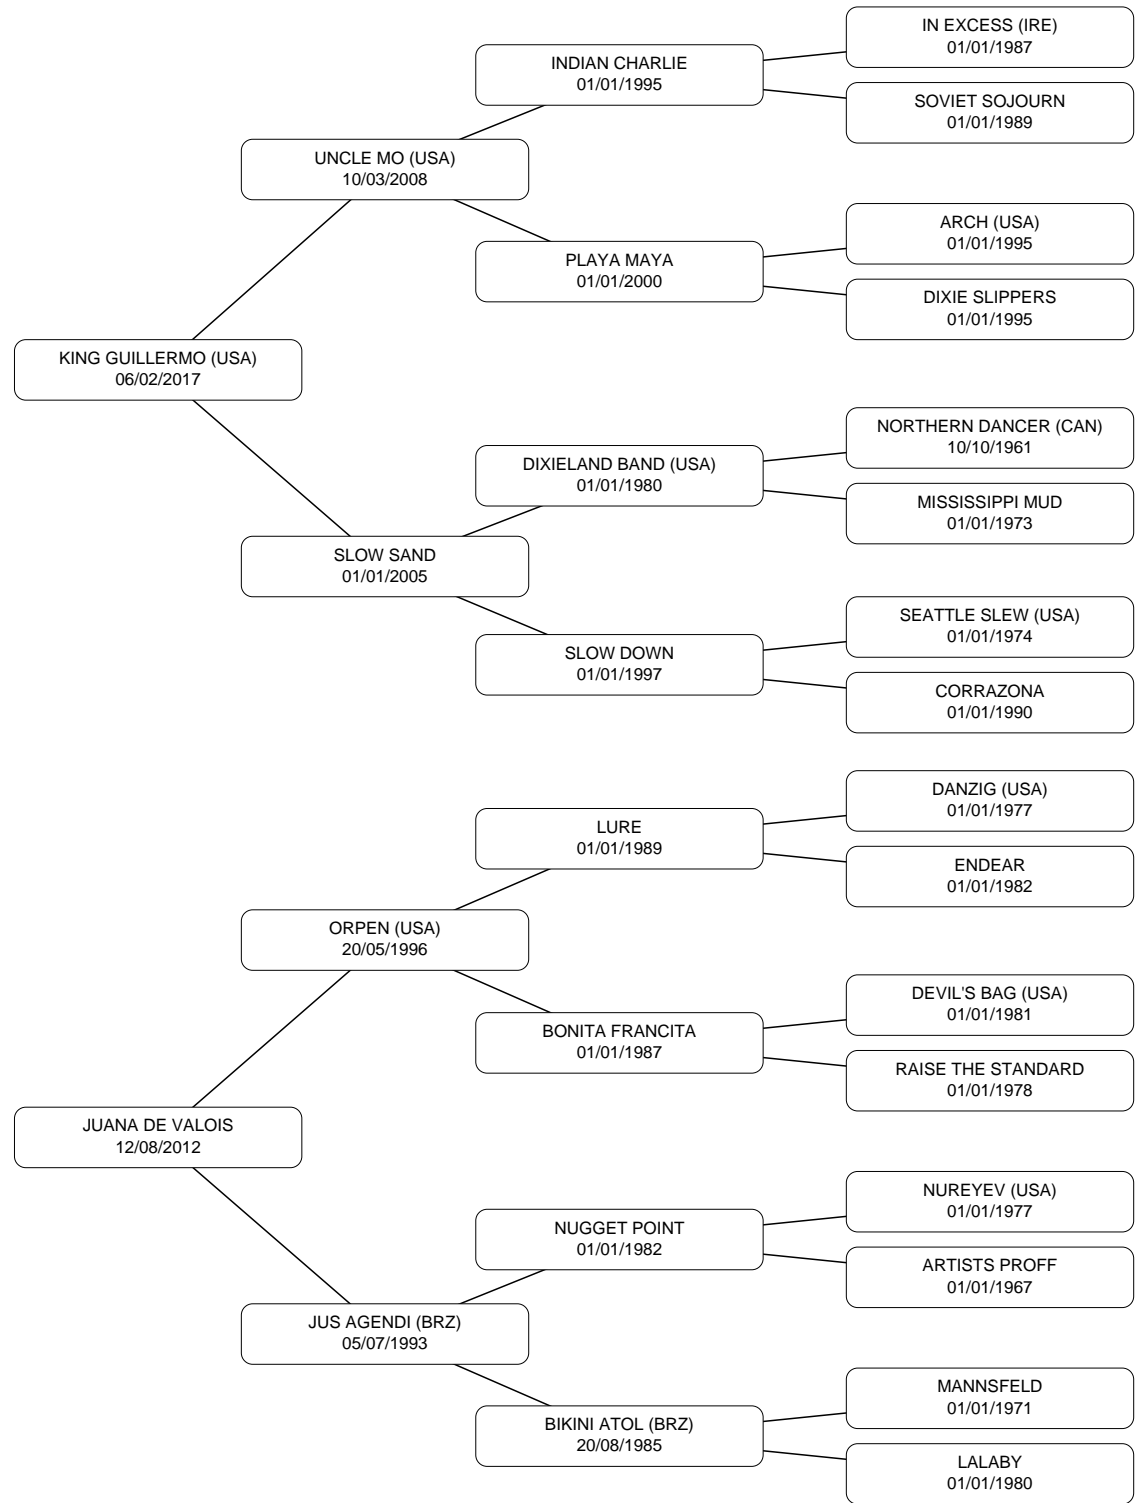 IN EXCESS (IRE)
01/01/1987
INDIAN CHARLIE
01/01/1995
SOVIET SOJOURN
01/01/1989
UNCLE MO (USA)
10/03/2008
ARCH (USA)
01/01/1995
PLAYA MAYA
01/01/2000
DIXIE SLIPPERS
01/01/1995
KING GUILLERMO (USA)
06/02/2017
NORTHERN DANCER (CAN)
10/10/1961
DIXIELAND BAND (USA)
01/01/1980
MISSISSIPPI MUD
01/01/1973
SLOW SAND
01/01/2005
SEATTLE SLEW (USA)
01/01/1974
SLOW DOWN
01/01/1997
CORRAZONA
01/01/1990
DANZIG (USA)
01/01/1977
LURE
01/01/1989
ENDEAR
01/01/1982
ORPEN (USA)
20/05/1996
DEVIL'S BAG (USA)
01/01/1981
BONITA FRANCITA
01/01/1987
RAISE THE STANDARD
01/01/1978
JUANA DE VALOIS
12/08/2012
NUREYEV (USA)
01/01/1977
NUGGET POINT
01/01/1982
ARTISTS PROFF
01/01/1967
JUS AGENDI (BRZ)
05/07/1993
MANNSFELD
01/01/1971
BIKINI ATOL (BRZ)
20/08/1985
LALABY
01/01/1980